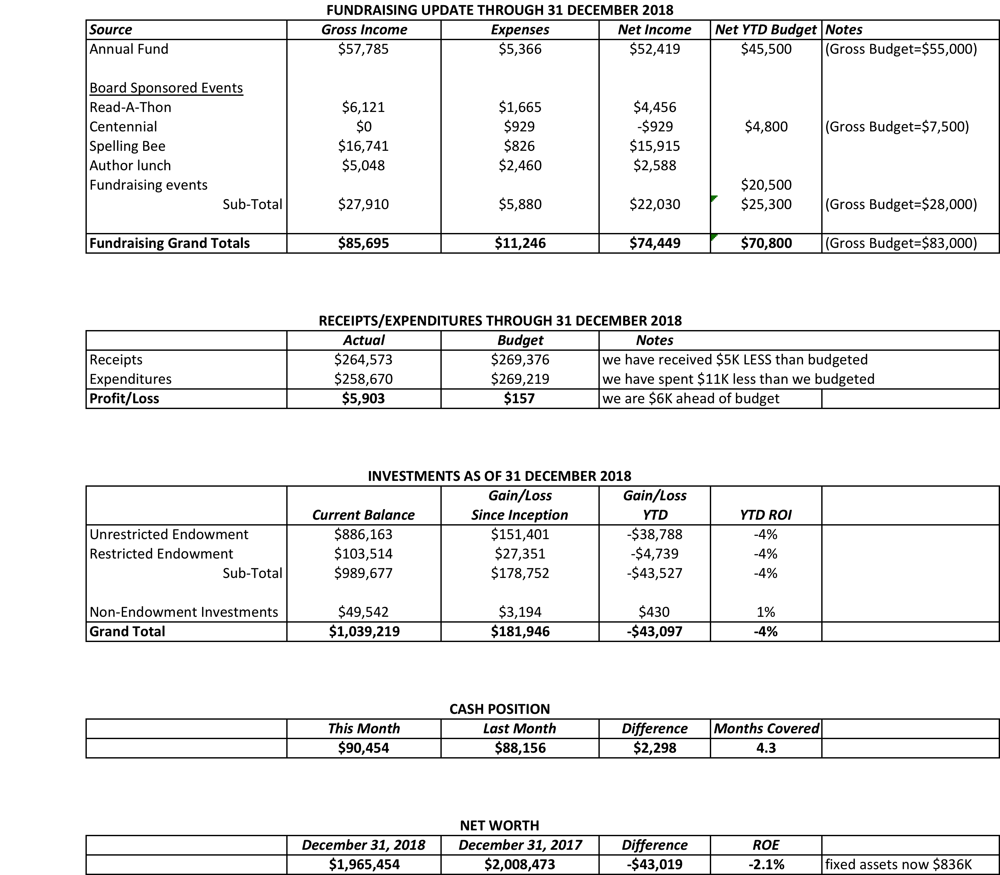 FUNDRAISING UPDATE THROUGH 31 DECEMBER 2018
Source Gross Income Expenses Net Income Net YTD Budget Notes
Annual Fund $57,785 $5,366 $52,419 $45,500 (Gross Budget=$55,000)
Board Sponsored Events
Read-A-Thon $6,121 $1,665 $4,456
Centennial $0 $929 -$929 $4,800 (Gross Budget=$7,500)
Spelling Bee $16,741 $826 $15,915
Author lunch $5,048 $2,460 $2,588
Fundraising events $20,500
Sub-Total $27,910 $5,880 $22,030 $25,300 (Gross Budget=$28,000)
Fundraising Grand Totals $85,695 $11,246 $74,449 $70,800 (Gross Budget=$83,000)
RECEIPTS/EXPENDITURES THROUGH 31 DECEMBER 2018
Actual Budget Notes
Receipts $264,573 $269,376 we have received $5K LESS than budgeted
Expenditures $258,670 $269,219 we have spent $11K less than we budgeted
Profit/Loss $5,903 $157 we are $6K ahead of budget
INVESTMENTS AS OF 31 DECEMBER 2018
Gain/Loss Gain/Loss
Current Balance Since Inception YTD YTD ROI
Unrestricted Endowment $886,163 $151,401 -$38,788 -4%
Restricted Endowment $103,514 $27,351 -$4,739 -4%
Sub-Total $989,677 $178,752 -$43,527 -4%
Non-Endowment Investments $49,542 $3,194 $430 1%
Grand Total $1,039,219 $181,946 -$43,097 -4%
CASH POSITION
This Month Last Month Difference Months Covered
$90,454 $88,156 $2,298 4.3
NET WORTH
December 31, 2018 December 31, 2017 Difference ROE
$1,965,454 $2,008,473 -$43,019 -2.1% fixed assets now $836K